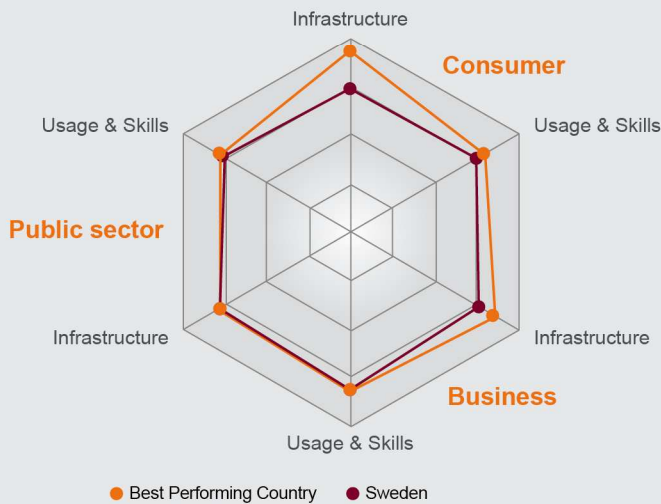 Infrastructure
Consumer
Usage & Skills
Usage & Skills
Public sector
Infrastructure
Infrastructure
Business
Usage & Skills
Best Performing Country
Sweden